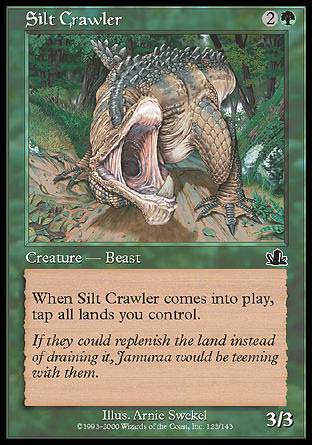 Silt Crawler 2
Creature — Beast
When Silt Crawler comes into play,
tap all lands you control.
If they could replenish the land instead
of draining it, Jamuraa would be teeming
with them.
Illus. Arnie Swekel
©1993-2000 Wizards of the Coast, Inc. 123/143
3/3